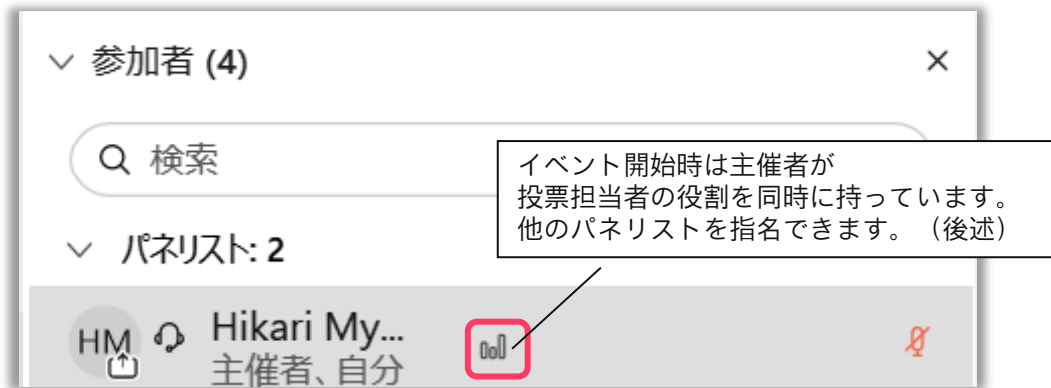 参加者 (4)
検索
イベント開始時は主催者が
投票担当者の役割を同時に持っています。
他のパネリストを指名できます。（後述）
パネリスト: 2
HM
Hikari My...
主催者、自分